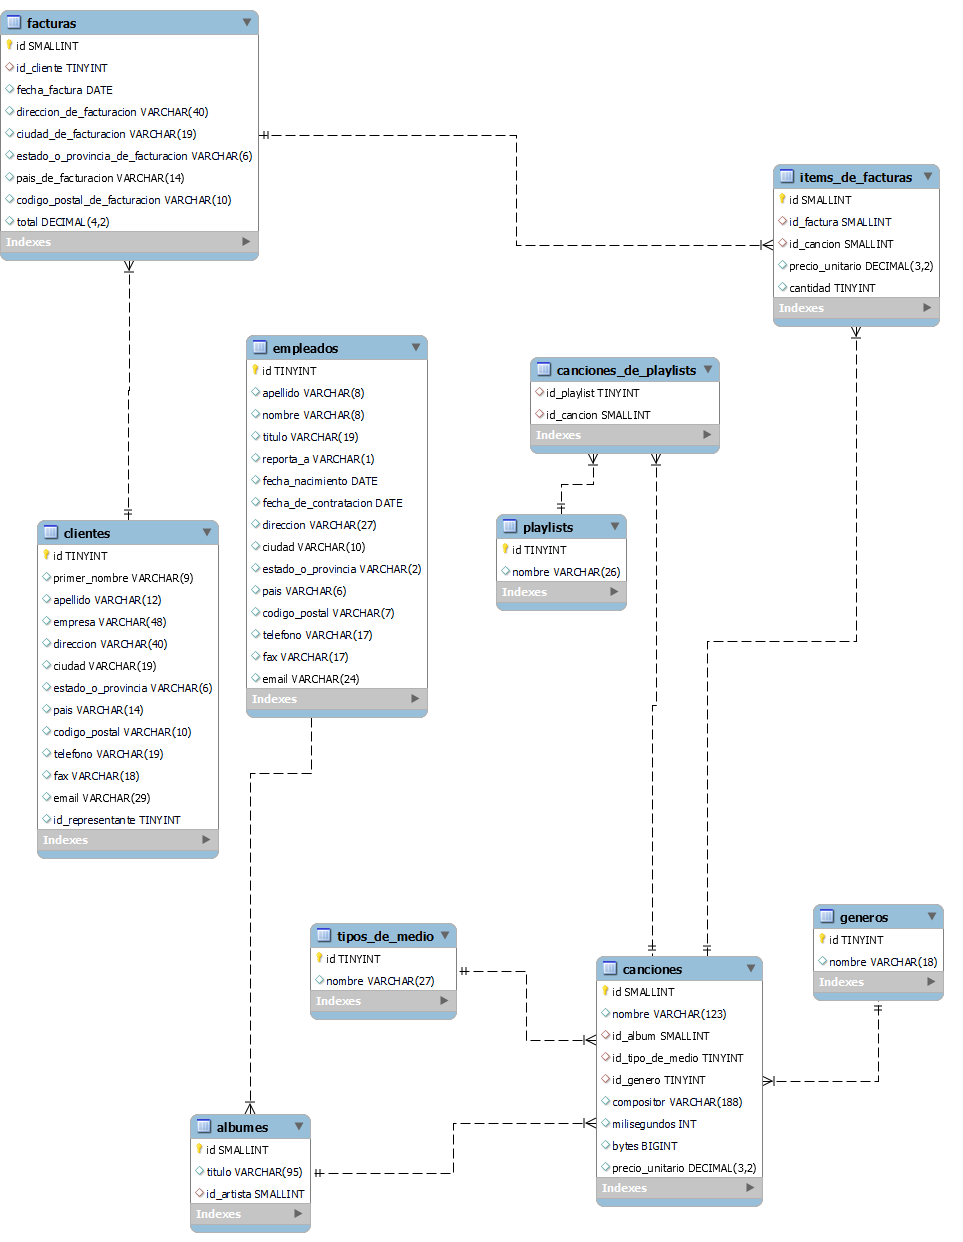 facturas
id SMALLINT
id_cliente TINYINT
fecha_factura DATE
direccion_de_facturacion VARCHAR(40)
ciudad_de_facturacion VARCHAR(19)
estado_o_provincia_de_facturacion VARCHAR(6)
pais_de_facturacion VARCHAR(14)
codigo_postal_de_facturacion VARCHAR(10)
total DECIMAL(4,2)
Indexes
items_de_facturas
id SMALLINT
id_factura SMALLINT
id_cancion SMALLINT
precio_unitario DECIMAL(3,2)
cantidad TINYINT
Indexes
empleados
id TINYINT
apellido VARCHAR(8)
nombre VARCHAR(8)
titulo VARCHAR(19)
reporta_a VARCHAR(1)
fecha_nacimiento DATE
fecha_de_contratacion DATE
direccion VARCHAR(27)
ciudad VARCHAR(10)
estado_o_provincia VARCHAR(2)
pais VARCHAR(6)
codigo_postal VARCHAR(7)
telefono VARCHAR(17)
fax VARCHAR(17)
email VARCHAR(24)
Indexes
canciones_de_playlists
id_playlist TINYINT
id_cancion SMALLINT
Indexes
playlists
id TINYINT
nombre VARCHAR(26)
Indexes
clientes
id TINYINT
primer_nombre VARCHAR(9)
apellido VARCHAR(12)
empresa VARCHAR(48)
direccion VARCHAR(40)
ciudad VARCHAR(19)
estado_o_provincia VARCHAR(6)
pais VARCHAR(14)
codigo_postal VARCHAR(10)
telefono VARCHAR(19)
fax VARCHAR(18)
email VARCHAR(29)
id_representante TINYINT
Indexes
tipos_de_medio
id TINYINT
nombre VARCHAR(27)
Indexes
generos
id TINYINT
nombre VARCHAR(18)
Indexes
canciones
id SMALLINT
nombre VARCHAR(123)
id_album SMALLINT
id_tipo_de_medio TINYINT
id_genero TINYINT
compositor VARCHAR(188)
milisegundos INT
bytes BIGINT
precio_unitario DECIMAL(3,2)
Indexes
albumes
id SMALLINT
titulo VARCHAR(95)
id_artista SMALLINT
Indexes